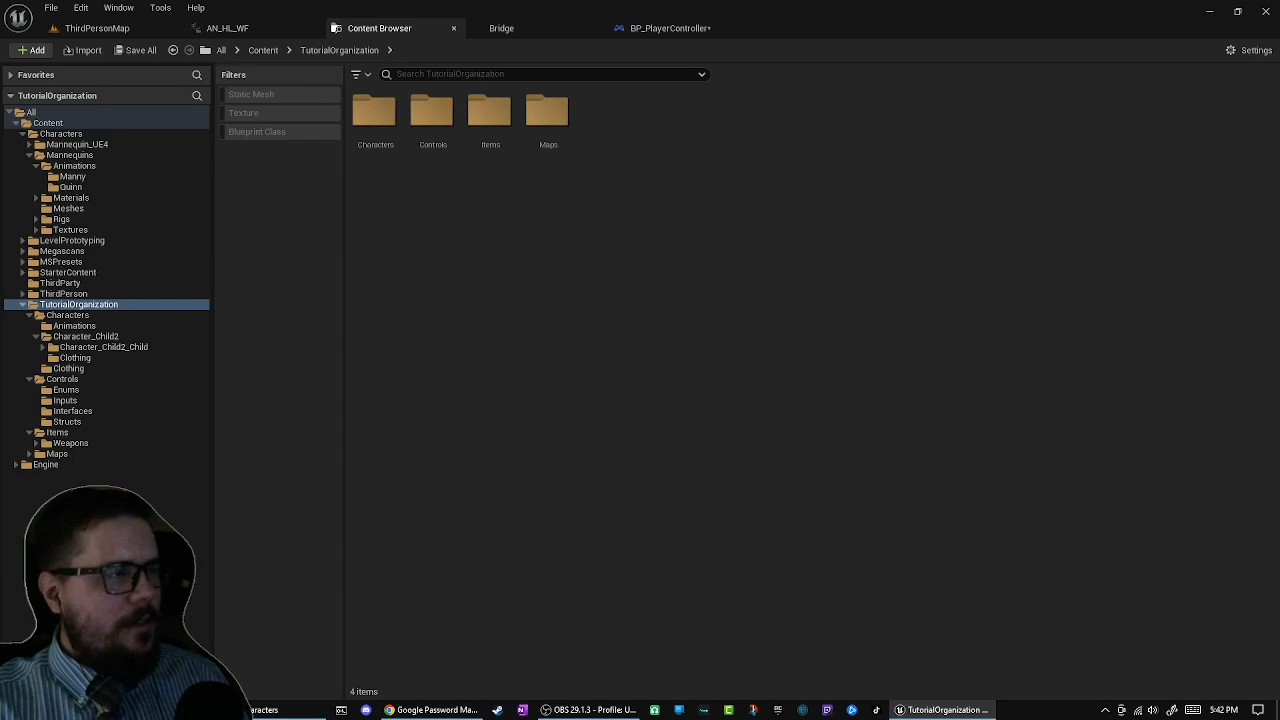 File Edit Window Tools Help
ThirdPersonMap AN_HL_WF Content Browser Bridge BP_PlayerController*
Add Import Save All All Content TutorialOrganization Settings
Favorites
TutorialOrganization
All
Content
Characters
Mannequin_UE4
Mannequins
Animations
Manny
Quinn
Materials
Meshes
Rigs
Textures
LevelPrototyping
Megascans
MSPresets
StarterContent
ThirdParty
ThirdPerson
TutorialOrganization
Characters
Animations
Character_Child2
Character_Child2_Child
Clothing
Clothing
Controls
Enums
Inputs
Interfaces
Structs
Items
Weapons
Maps
Engine
Filters
Static Mesh
Texture
Blueprint Class
Search TutorialOrganization
Characters Controls Items Maps
4 items
aracters Google Password Ma... OBS 29.1.3 - Profile: U... TutorialOrganization ... 5:42 PM